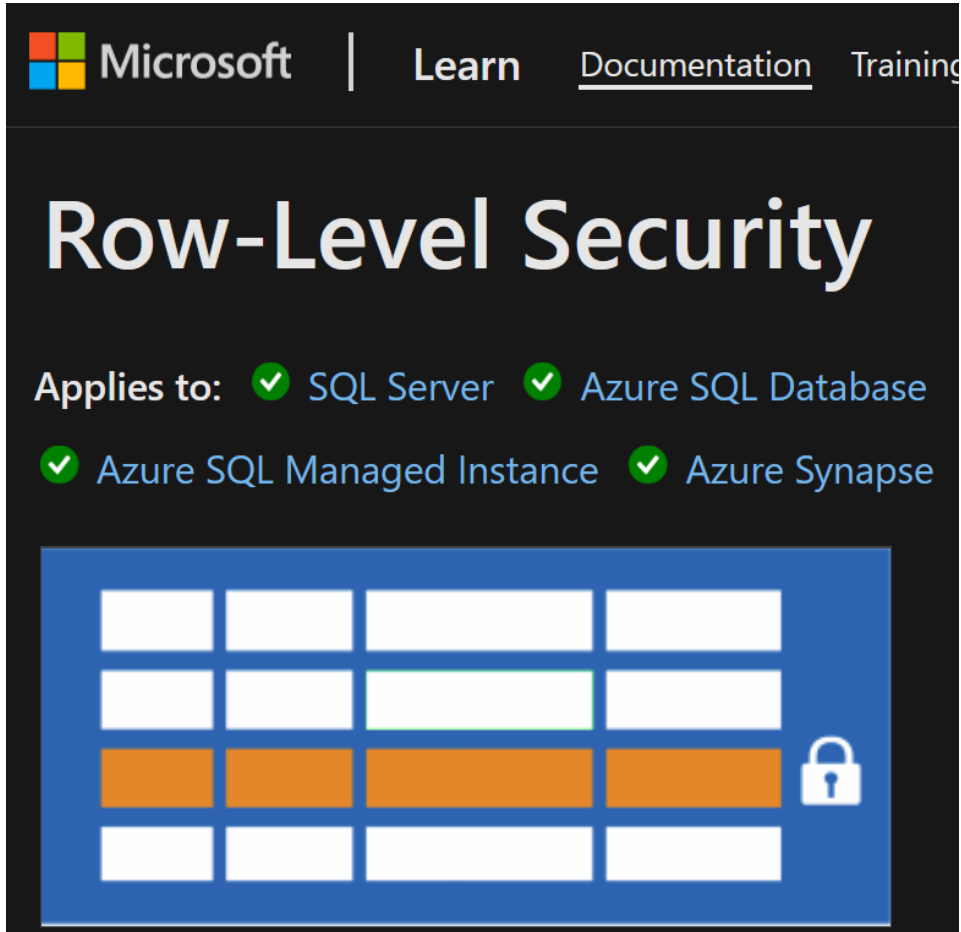 Microsoft | Learn Documentation
Row-Level Security
Applies to: SQL Server Azure SQL Database
Azure SQL Managed Instance Azure Synapse